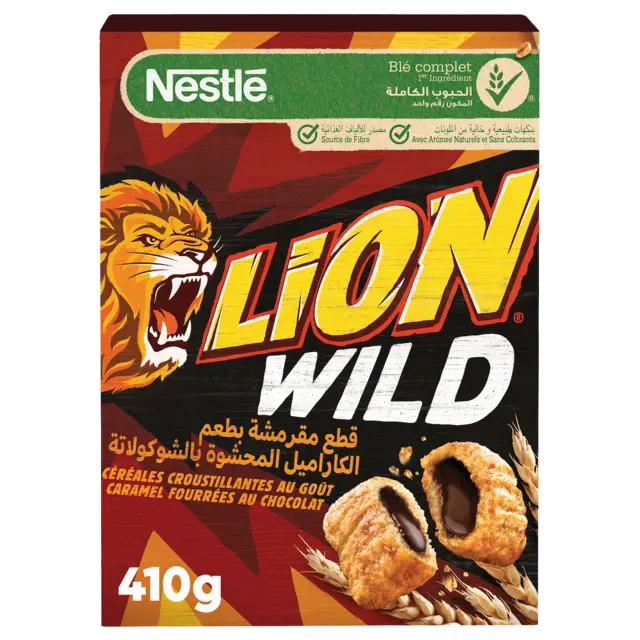 Nestlé®
Blé complet
1er Ingrédient
الحبوب الكاملة
المكون رقم واحد
®
مصدر للألياف الغذائية
Source de Fibre
بنكهات طبيعية و خالية من الملونات
Avec Arômes Naturels et Sans Colorants
LION®
WILD
قطع مقرمشة بطعم
الكاراميل المحشوة بالشوكولاتة
CÉRÉALES CROUSTILLANTES AU GOÛT
CARAMEL FOURRÉES AU CHOCOLAT
410g